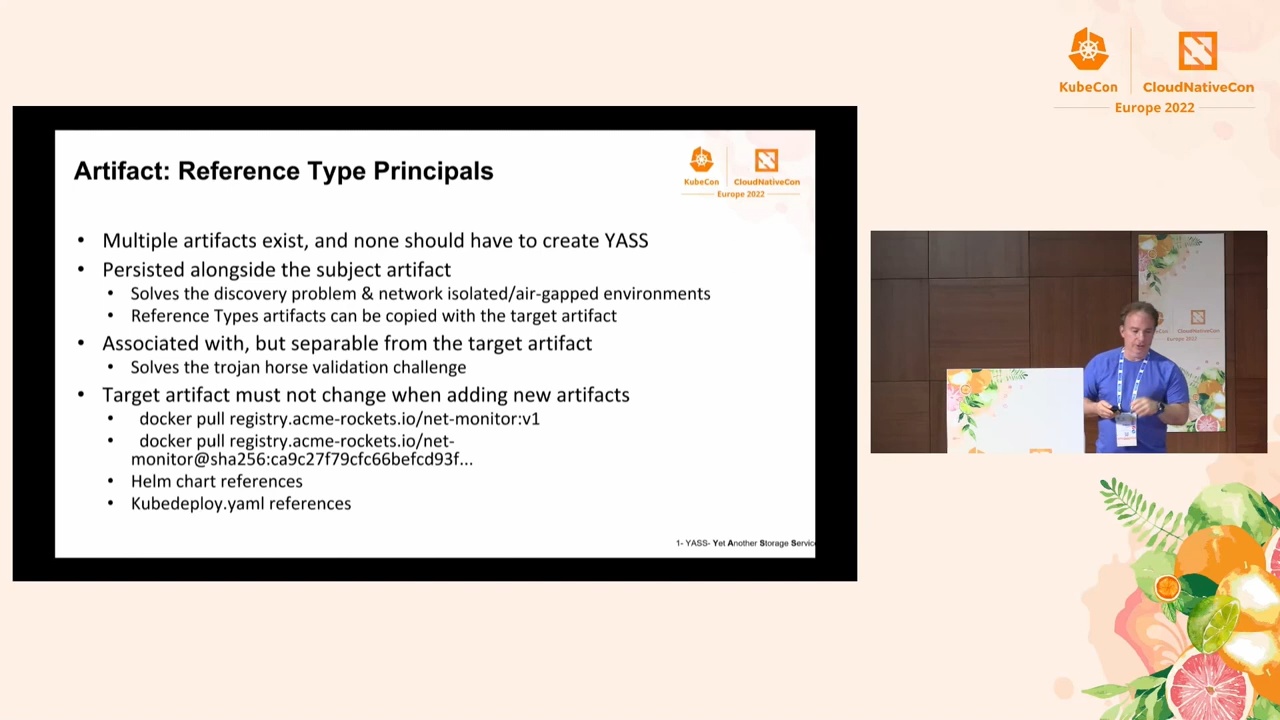 KubeCon
CloudNativeCon
Europe 2022
Artifact: Reference Type Principals
KubeCon
CloudNativeCon
Europe 2022
• Multiple artifacts exist, and none should have to create YASS
• Persisted alongside the subject artifact
• Solves the discovery problem & network isolated/air-gapped environments
• Reference Types artifacts can be copied with the target artifact
• Associated with, but separable from the target artifact
• Solves the trojan horse validation challenge
• Target artifact must not change when adding new artifacts
• docker pull registry.acme-rockets.io/net-monitor:v1
• docker pull registry.acme-rockets.io/net-
monitor@sha256:ca9c27f79cfc66befcd93f...
• Helm chart references
• Kubedeploy.yaml references
1- YASS- Yet Another Storage Servic
CloudNativeCon
Europe 2022